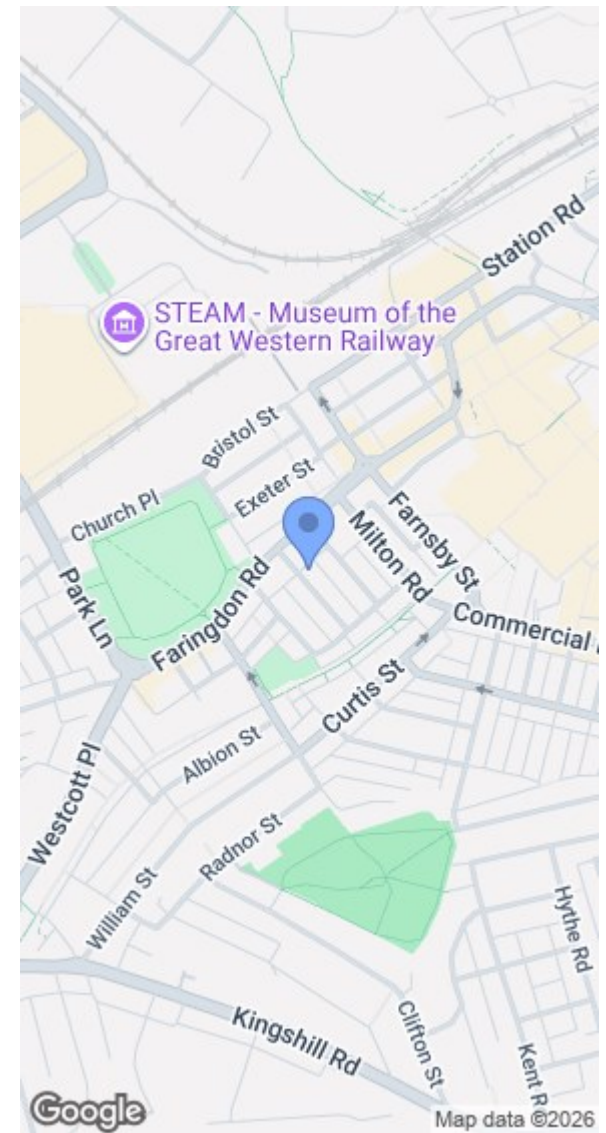 Station Rd
STEAM - Museum of the
Great Western Railway
Bristol St
Exeter St
Church Pl
Farnsby St
Milton Rd
Park Ln
Faringdon Rd
Commercial
Curtis St
Albion St
Westcott Pl
Radnor St
William St
Hythe Rd
Clifton St
Kingshill Rd
Kent R
Google
Map data ©2026